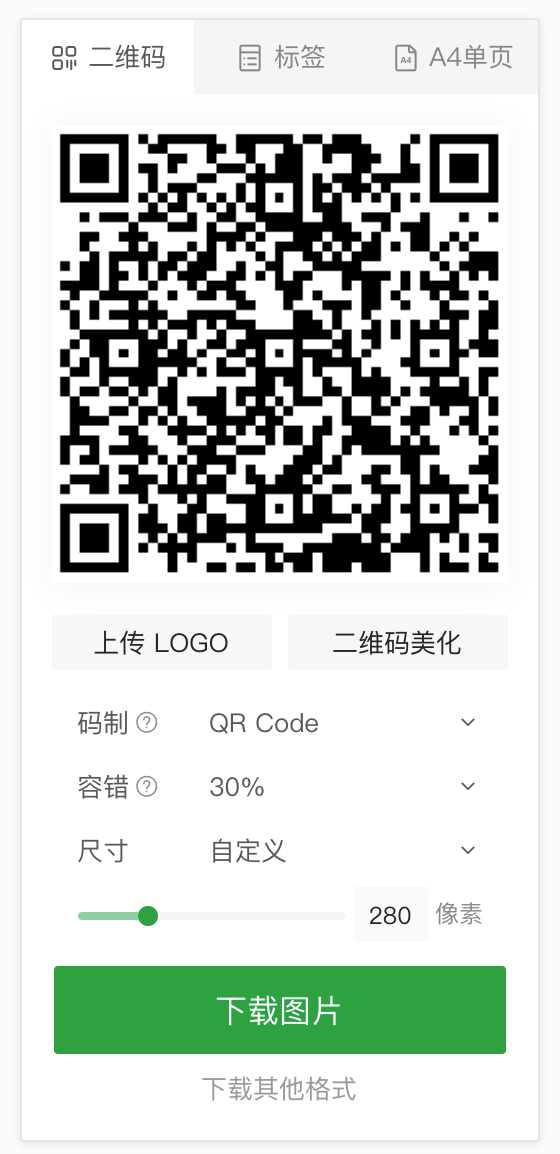 二维码 标签 A4单页
上传 LOGO 二维码美化
码制 QR Code
容错 30%
尺寸 自定义
280 像素
下载图片
下载其他格式